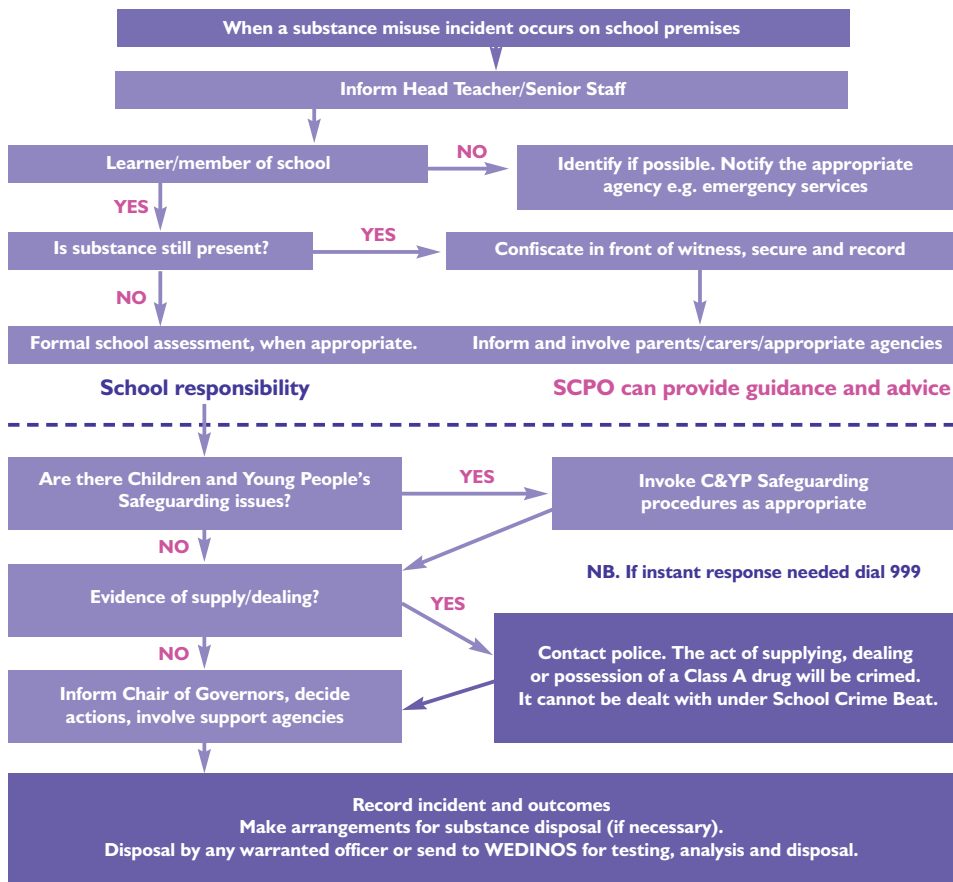 When a substance misuse incident occurs on school premises
Inform Head Teacher/Senior Staff
Learner/member of school
NO
Identify if possible. Notify the appropriate
agency e.g. emergency services
YES
Is substance still present?
YES
Confiscate in front of witness, secure and record
NO
Formal school assessment, when appropriate.
Inform and involve parents/carers/appropriate agencies
School responsibility
SCPO can provide guidance and advice
Are there Children and Young People's
Safeguarding issues?
YES
Invoke C&YP Safeguarding
procedures as appropriate
NO
NB. If instant response needed dial 999
Evidence of supply/dealing?
YES
Contact police. The act of supplying, dealing
or possession of a Class A drug will be crimed.
It cannot be dealt with under School Crime Beat.
NO
Inform Chair of Governors, decide
actions, involve support agencies
Record incident and outcomes
Make arrangements for substance disposal (if necessary).
Disposal by any warranted officer or send to WEDINOS for testing, analysis and disposal.